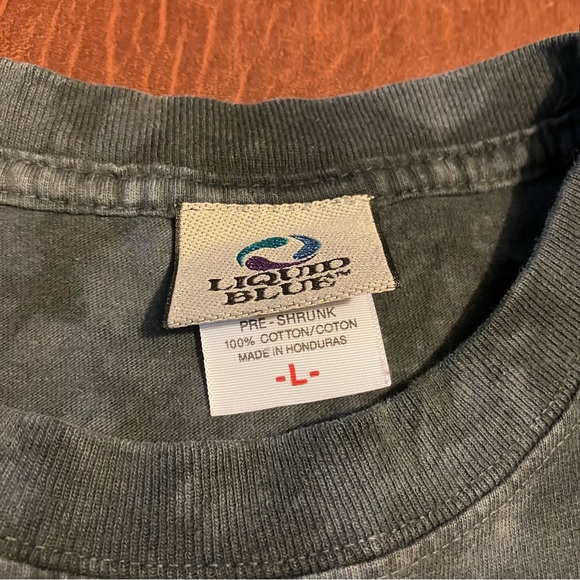 LIQUID
BLUE™
PRE-SHRUNK
100% COTTON/COTON
MADE IN HONDURAS
-L-